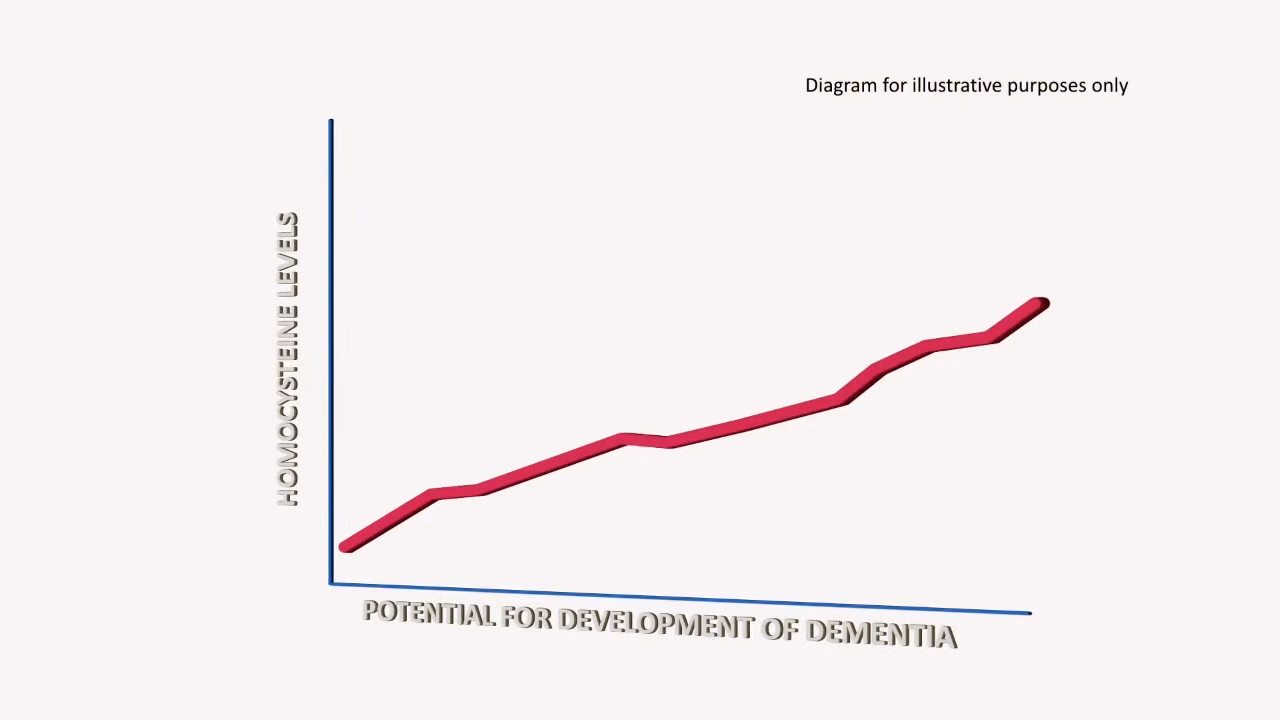 Diagram for illustrative purposes only
HOMOCYSTEINE LEVELS
POTENTIAL FOR DEVELOPMENT OF DEMENTIA